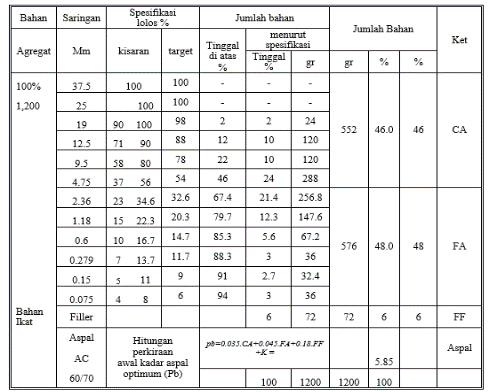 Bahan Saringan Spesifikasi lolos % Jumlah bahan Jumlah Bahan Ket
Agregat Mm kisaran target Tinggal di atas % menurut spesifikasi Tinggal % gr gr % %
100% 37.5 100 100 - - -
1,200 25 100 100 - - -
19 90 100 98 2 2 24
12.5 71 90 88 12 10 120
9.5 58 80 78 22 10 120
4.75 37 56 54 46 24 288
552 46.0 46 CA
2.36 23 34.6 32.6 67.4 21.4 256.8
1.18 15 22.3 20.3 79.7 12.3 147.6
0.6 10 16.7 14.7 85.3 5.6 67.2
0.279 7 13.7 11.7 88.3 3 36
0.15 5 11 9 91 2.7 32.4
0.075 4 8 6 94 3 36
576 48.0 48 FA
Bahan Ikat Filler 6 72 72 6 6 FF
Aspal AC 60/70
Hitungan perkiraan awal kadar aspal optimum (Pb)
pb=0.035.CA+0.045.FA+0.18.FF +K =
5.85 Aspal
100 1200 1200 100